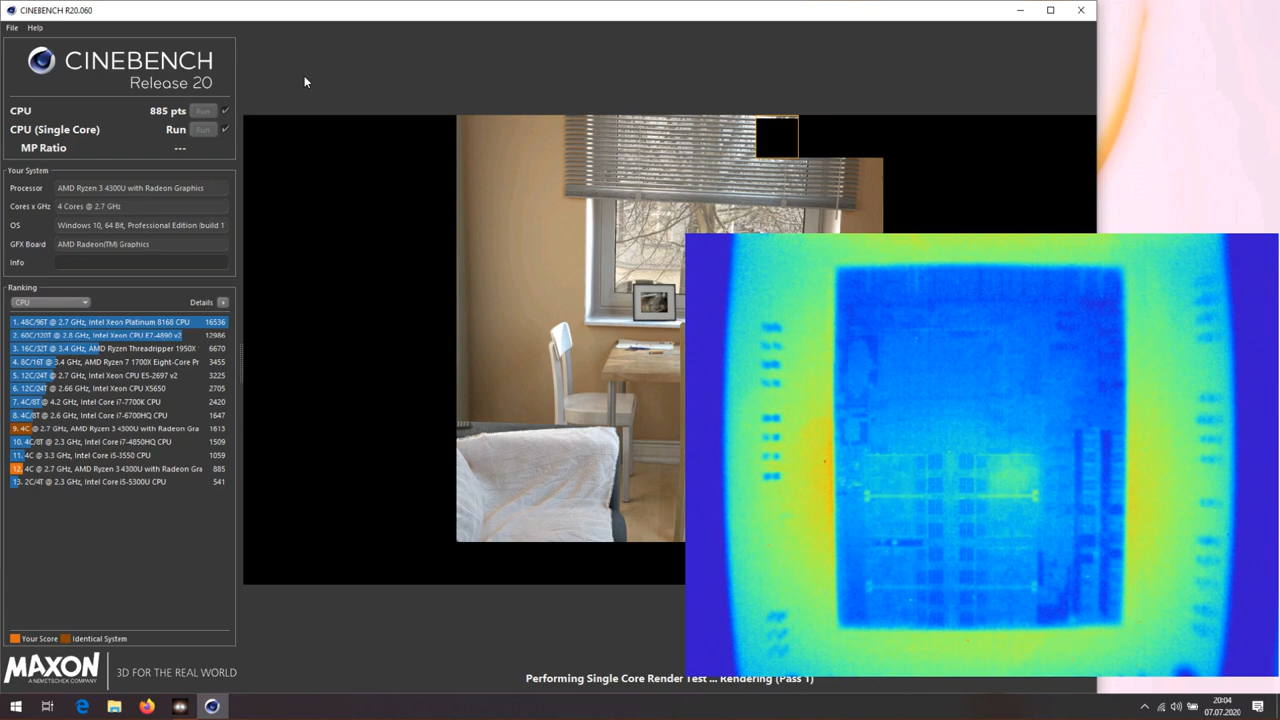 CINEBENCH R20.060
File Help
CINEBENCH
Release 20
CPU 885 pts Run
CPU (Single Core) Run Run
MP Ratio ---
Your System
Processor AMD Ryzen 3 4300U with Radeon Graphics
Cores x GHz 4 Cores @ 2.7 GHz
OS Windows 10, 64 Bit, Professional Edition (build 1
GFX Board AMD Radeon(TM) Graphics
Info
Ranking
CPU Details
1. 48C/96T @ 2.7 GHz, Intel Xeon Platinum 8168 CPU 16536
2. 60C/120T @ 2.8 GHz, Intel Xeon CPU E7-4890 v2 12986
3. 16C/32T @ 3.4 GHz, AMD Ryzen Threadripper 1950X 6670
4. 8C/16T @ 3.4 GHz, AMD Ryzen 7 1700X Eight-Core Pr 3455
5. 12C/24T @ 2.7 GHz, Intel Xeon CPU E5-2697 v2 3225
6. 12C/24T @ 2.66 GHz, Intel Xeon CPU X5650 2705
7. 4C/8T @ 4.2 GHz, Intel Core i7-7700K CPU 2420
8. 4C/8T @ 2.6 GHz, Intel Core i7-6700HQ CPU 1647
9. 4C @ 2.7 GHz, AMD Ryzen 3 4300U with Radeon Gra 1613
10. 4C/8T @ 2.3 GHz, Intel Core i7-4850HQ CPU 1509
11. 4C @ 3.3 GHz, Intel Core i5-3550 CPU 1059
12. 4C @ 2.7 GHz, AMD Ryzen 3 4300U with Radeon Gra 885
13. 2C/4T @ 2.3 GHz, Intel Core i5-5300U CPU 541
Your Score Identical System
MAXON
A NEMETSCHEK COMPANY
3D FOR THE REAL WORLD
Performing Single Core Render Test ... Rendering (Pass 1)
20:04
07.07.2020